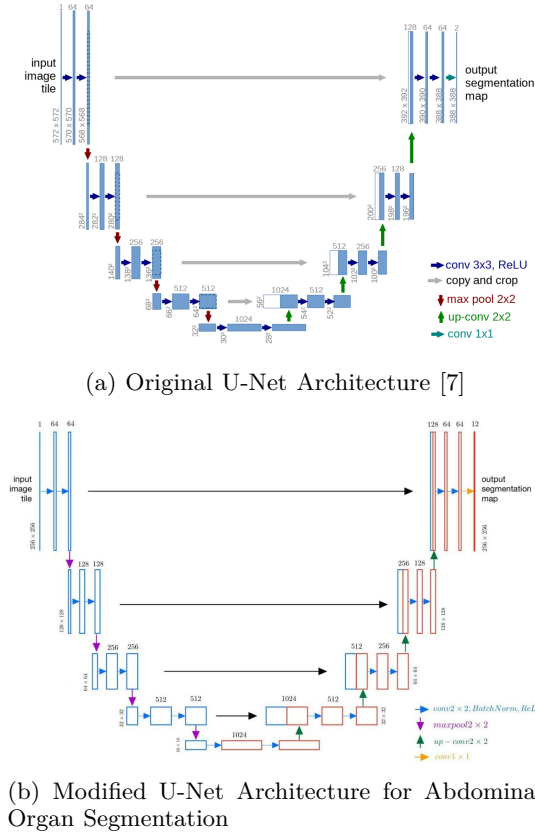 1 64 64
128 64 64 2
input
image
tile
output
segmentation
map
572 x 572
570 x 570
568 x 568
392 x 392
390 x 390
388 x 388
388 x 388
128 128
256 128
284²
282²
280²
200²
198²
196²
256 256
512 256
140²
138²
136²
104²
102²
100²
512 512
1024 512
68²
66²
64²
56²
54²
52²
1024
32²
30²
28²
conv 3x3, ReLU
copy and crop
max pool 2x2
up-conv 2x2
conv 1x1
(a) Original U-Net Architecture [7]
1 64 64
128 64 64 12
input
image
tile
output
segmentation
map
256 × 256
256 × 256
128 128
256 128
128 × 128
128 × 128
256 256
512 256
64 × 64
64 × 64
512 512
1024 512
32 × 32
32 × 32
1024
16 × 16
conv2 × 2, BatchNorm, ReL
maxpool2 × 2
up − conv2 × 2
conv1 × 1
(b) Modified U-Net Architecture for Abdomina
Organ Segmentation